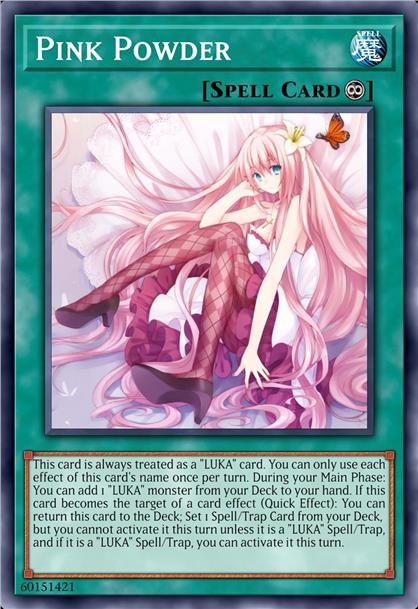 PINK POWDER
SPELL
魔
[SPELL CARD]
This card is always treated as a "LUKA" card. You can only use each
effect of this card's name once per turn. During your Main Phase:
You can add 1 "LUKA" monster from your Deck to your hand. If this
card becomes the target of a card effect (Quick Effect): You can
return this card to the Deck; Set 1 Spell/Trap Card from your Deck,
but you cannot activate it this turn unless it is a "LUKA" Spell/Trap,
and if it is a "LUKA" Spell/Trap, you can activate it this turn.
60151421